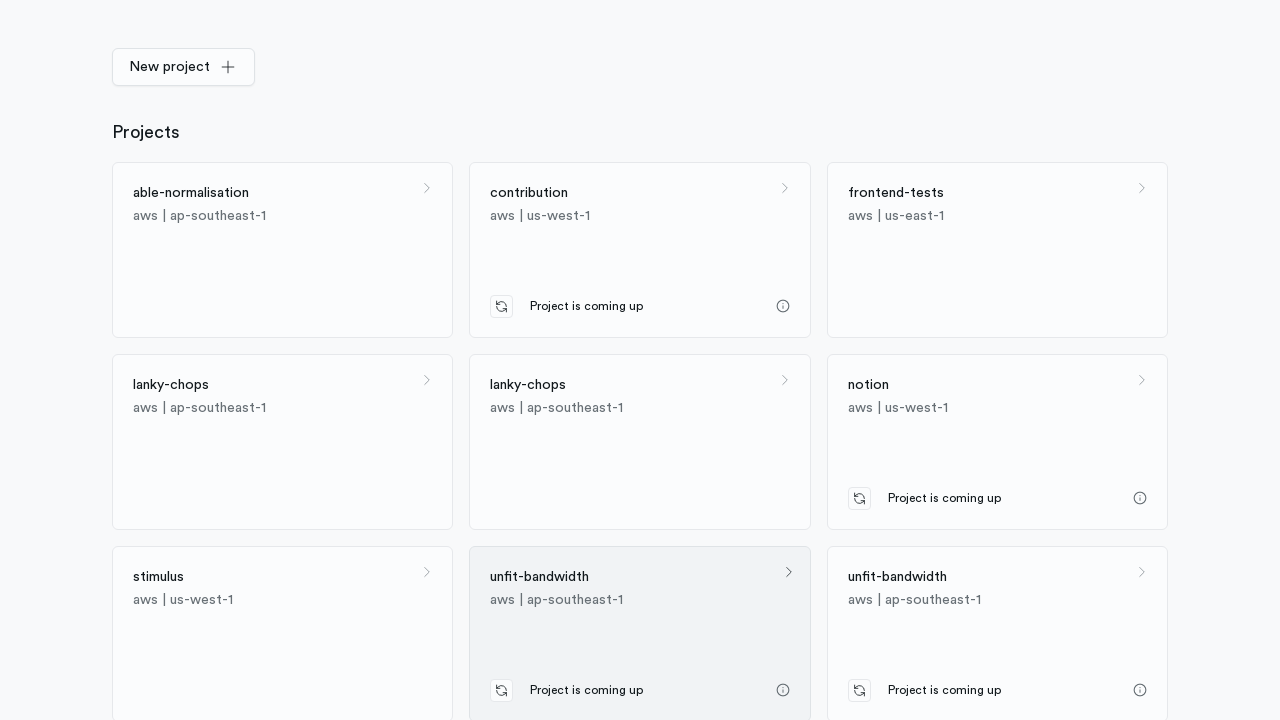 New project
Projects
able-normalisation
aws | ap-southeast-1
contribution
aws | us-west-1
Project is coming up
frontend-tests
aws | us-east-1
lanky-chops
aws | ap-southeast-1
lanky-chops
aws | ap-southeast-1
notion
aws | us-west-1
Project is coming up
stimulus
aws | us-west-1
unfit-bandwidth
aws | ap-southeast-1
Project is coming up
unfit-bandwidth
aws | ap-southeast-1
Project is coming up